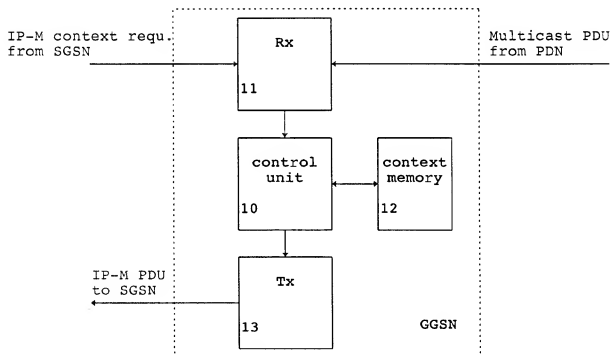 IP-M context requ.
from SGSN
Rx
11
Multicast PDU
from PDN
control
unit
10
context
memory
12
IP-M PDU
to SGSN
Tx
13
GGSN